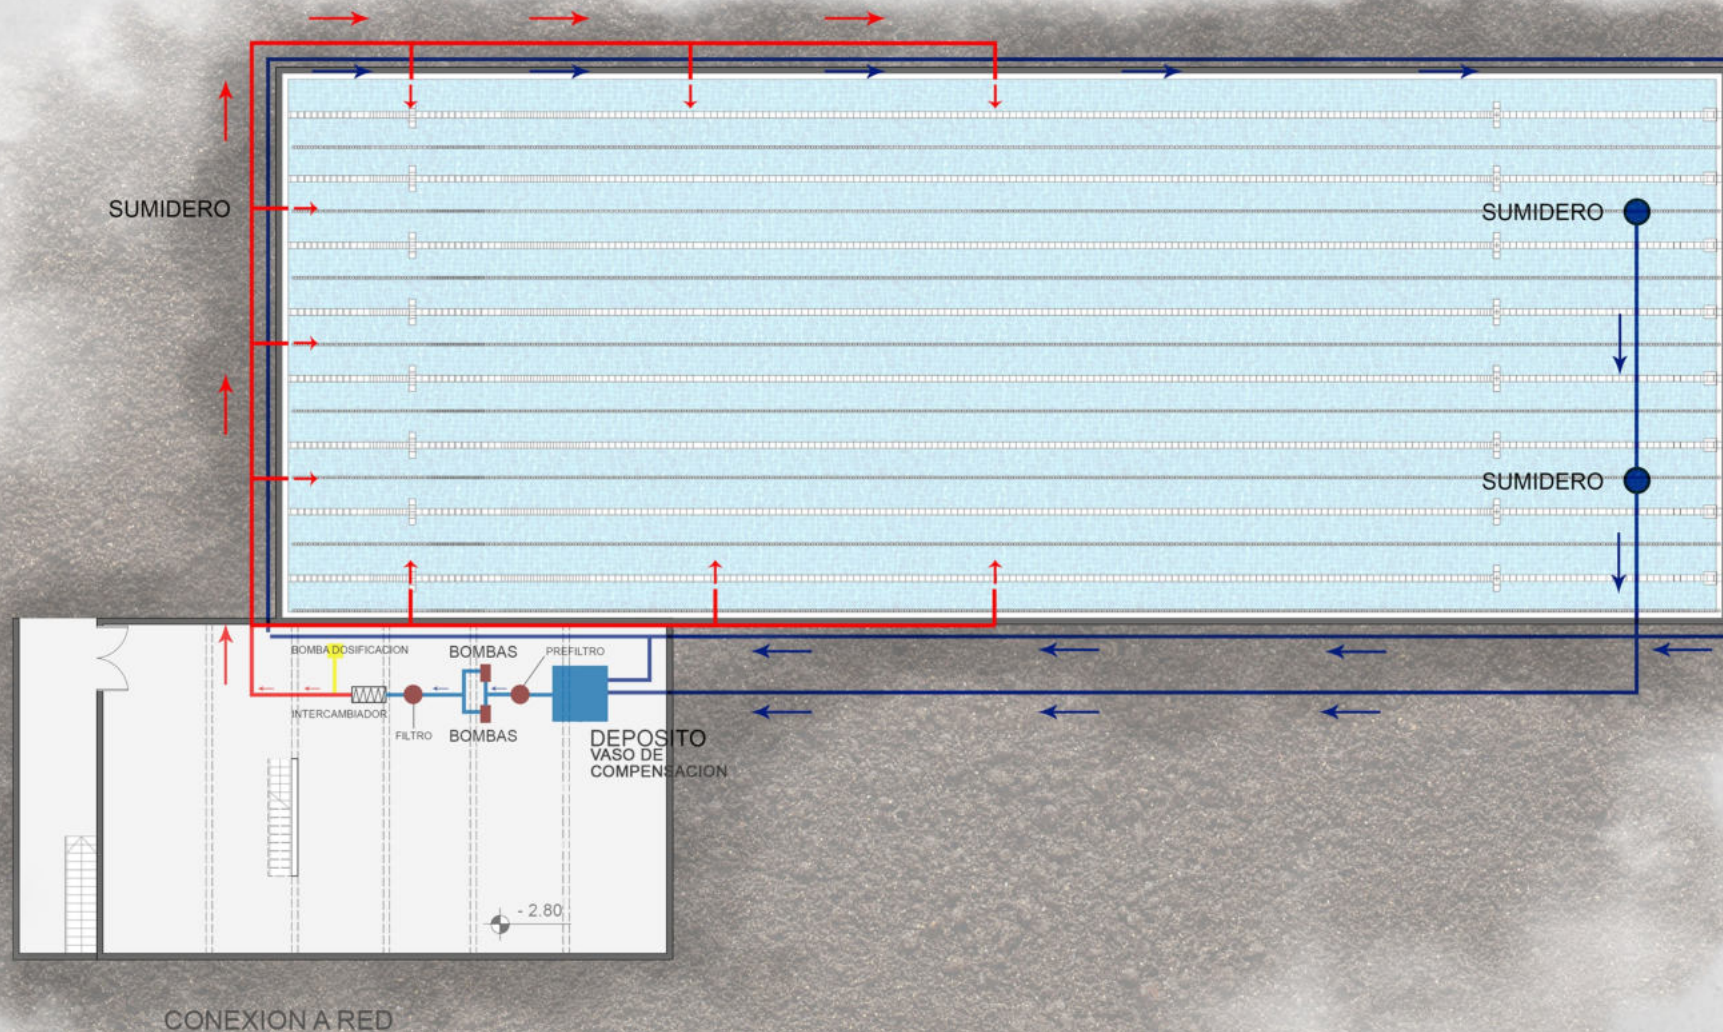 SUMIDERO
SUMIDERO
SUMIDERO
BOMBA DOSIFICACION
BOMBAS
PREFILTRO
INTERCAMBIADOR
FILTRO
BOMBAS
DEPOSITO
VASO DE
COMPENSACION
- 2.80
CONEXION A RED